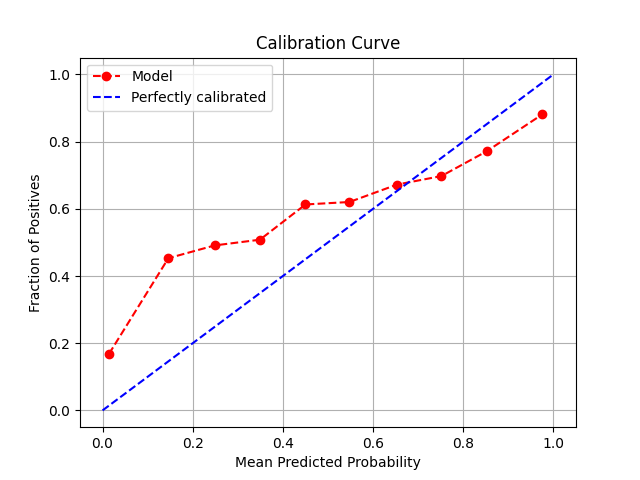 Calibration Curve
Model
Perfectly calibrated
1.0
0.8
0.6
0.4
0.2
0.0
Fraction of Positives
0.0 0.2 0.4 0.6 0.8 1.0
Mean Predicted Probability